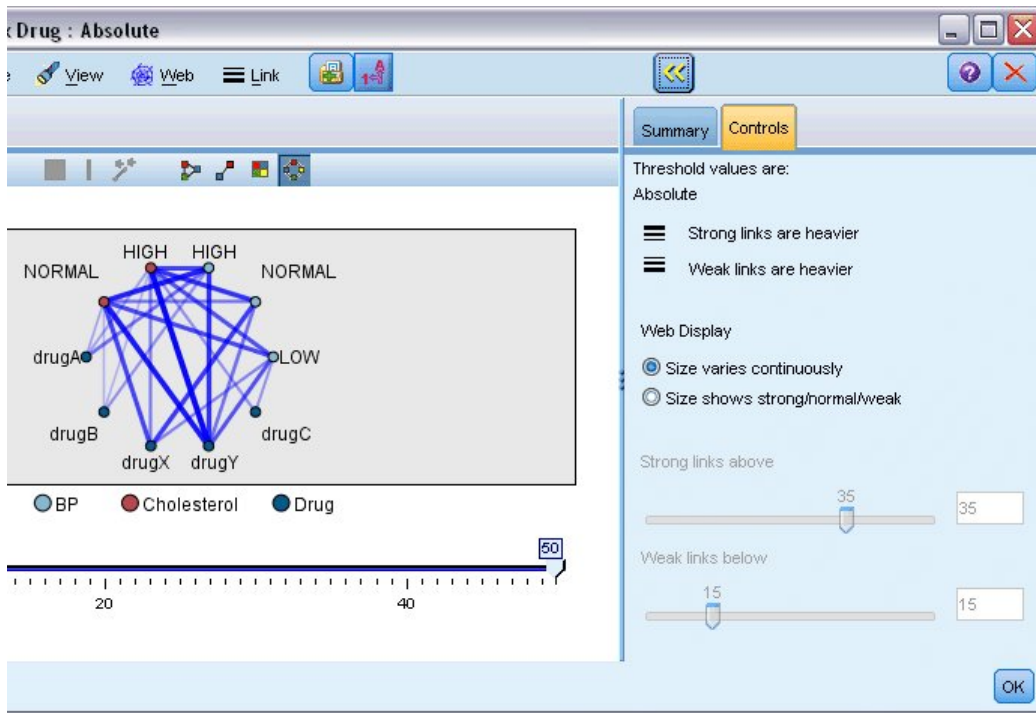 x Drug : Absolute
View Web Link
Summary Controls
Threshold values are:
Absolute
Strong links are heavier
Weak links are heavier
Web Display
Size varies continuously
Size shows strong/normal/weak
Strong links above
35
35
Weak links below
15
15
HIGH HIGH
NORMAL NORMAL
drugA LOW
drugB drugC
drugX drugY
BP Cholesterol Drug
50
20 40
OK